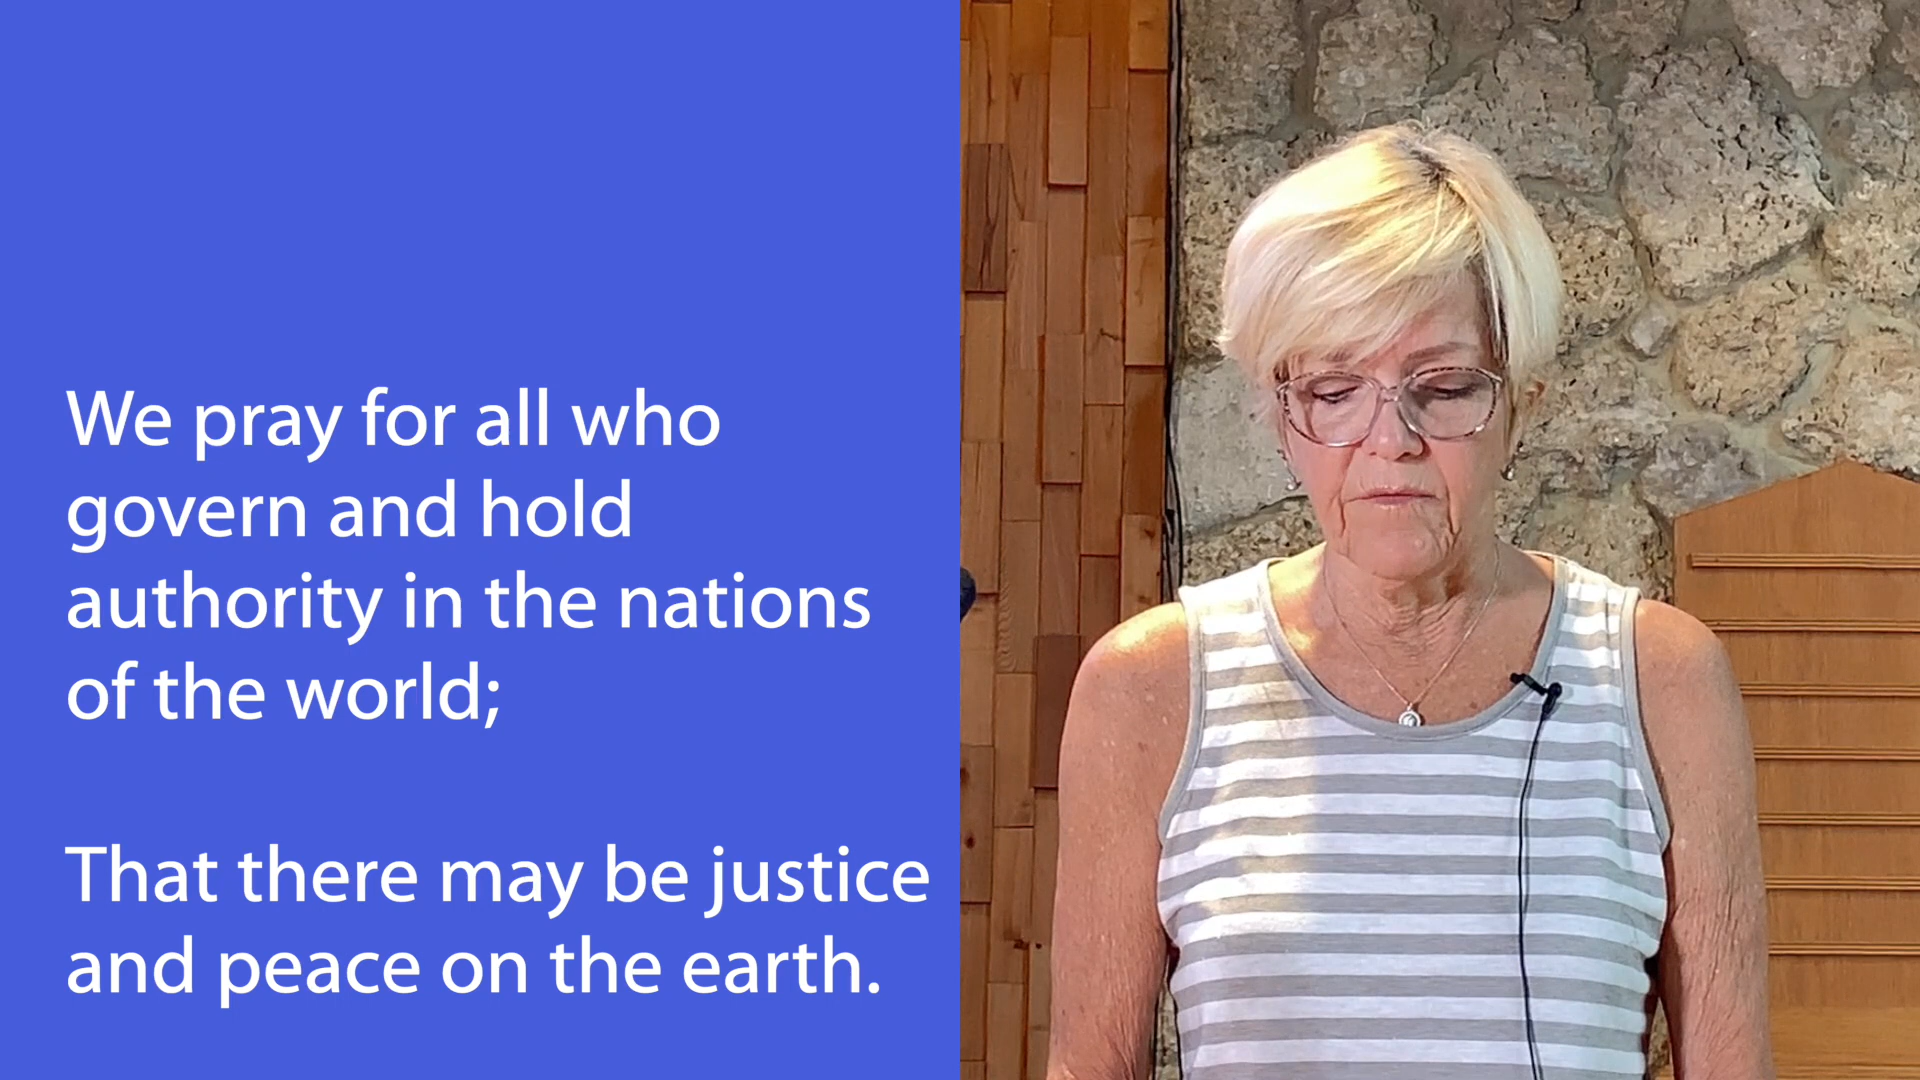 We pray for all who
govern and hold
authority in the nations
of the world;
That there may be justice
and peace on the earth.